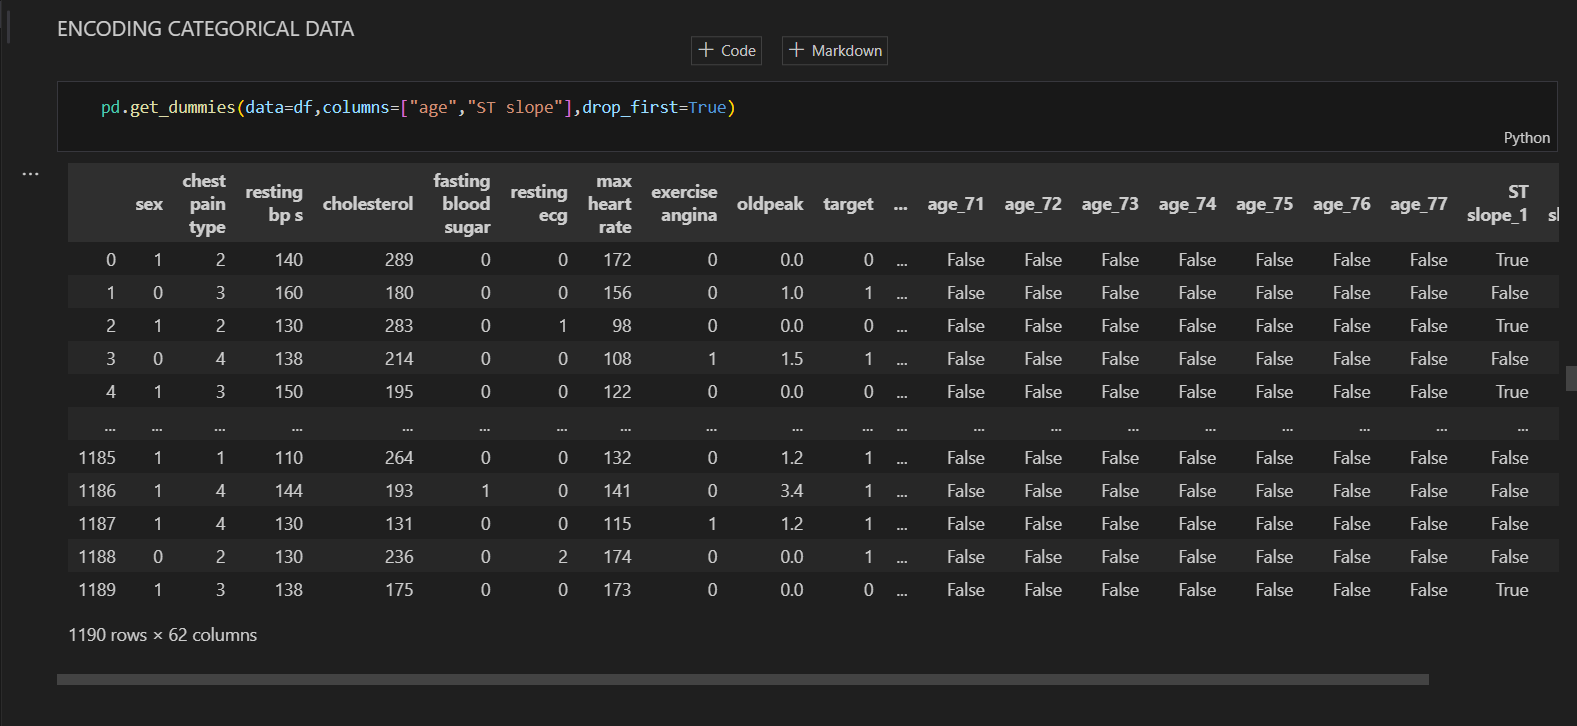 ENCODING CATEGORICAL DATA
+ Code + Markdown
pd.get_dummies(data=df,columns=["age","ST slope"],drop_first=True)
Python
...
sex chest pain type resting bp s cholesterol fasting blood sugar resting ecg max heart rate exercise angina oldpeak target ... age_71 age_72 age_73 age_74 age_75 age_76 age_77 ST slope_1 sl
0 1 2 140 289 0 0 172 0 0.0 0 ... False False False False False False False True
1 0 3 160 180 0 0 156 0 1.0 1 ... False False False False False False False False
2 1 2 130 283 0 1 98 0 0.0 0 ... False False False False False False False True
3 0 4 138 214 0 0 108 1 1.5 1 ... False False False False False False False False
4 1 3 150 195 0 0 122 0 0.0 0 ... False False False False False False False True
... ... ... ... ... ... ... ... ... ... ... ... ... ... ... ... ... ... ... ...
1185 1 1 110 264 0 0 132 0 1.2 1 ... False False False False False False False False
1186 1 4 144 193 1 0 141 0 3.4 1 ... False False False False False False False False
1187 1 4 130 131 0 0 115 1 1.2 1 ... False False False False False False False False
1188 0 2 130 236 0 2 174 0 0.0 1 ... False False False False False False False False
1189 1 3 138 175 0 0 173 0 0.0 0 ... False False False False False False False True
1190 rows × 62 columns